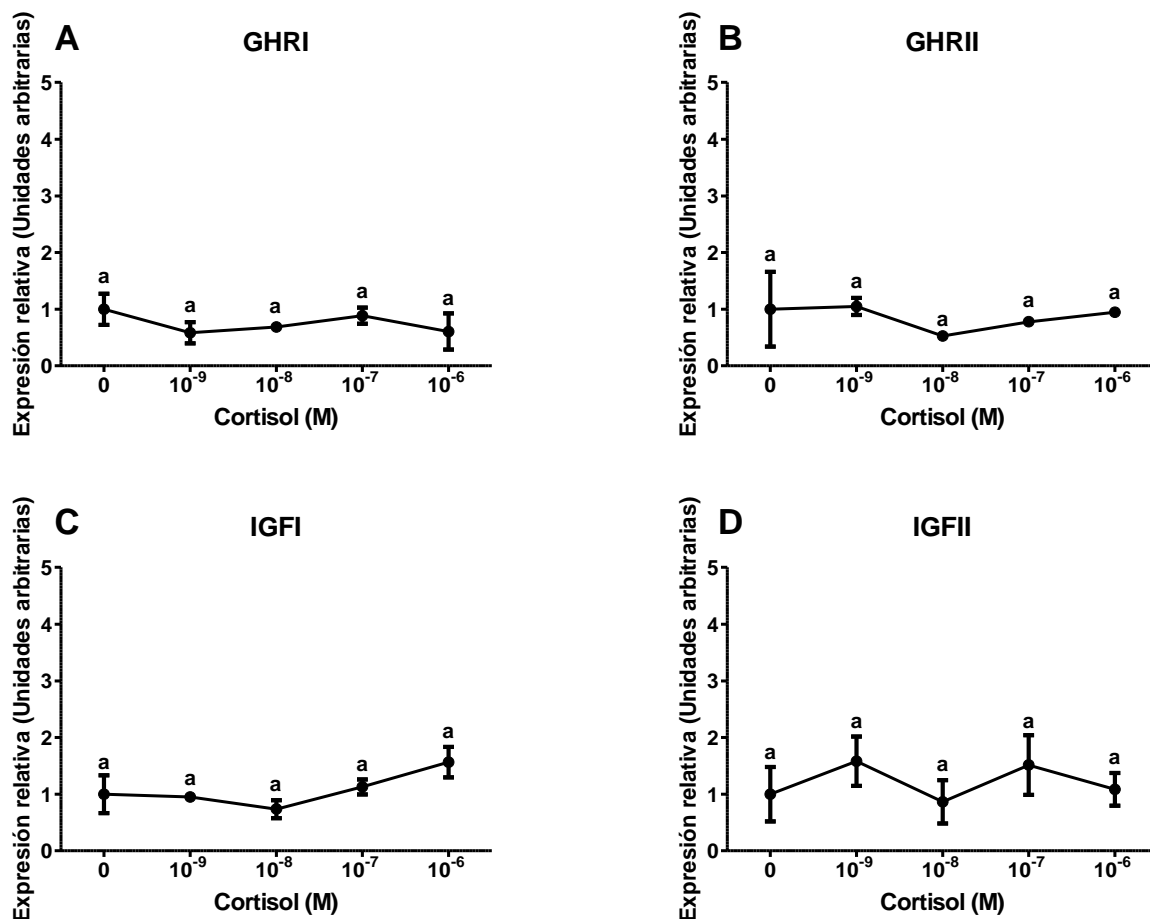 A
GHRI
Expresión relativa (Unidades arbitrarias)
5
4
3
2
1
0
a a a a a
0 10⁻⁹ 10⁻⁸ 10⁻⁷ 10⁻⁶
Cortisol (M)
B
GHRII
Expresión relativa (Unidades arbitrarias)
5
4
3
2
1
0
a a a a a
0 10⁻⁹ 10⁻⁸ 10⁻⁷ 10⁻⁶
Cortisol (M)
C
IGFI
Expresión relativa (Unidades arbitrarias)
5
4
3
2
1
0
a a a a a
0 10⁻⁹ 10⁻⁸ 10⁻⁷ 10⁻⁶
Cortisol (M)
D
IGFII
Expresión relativa (Unidades arbitrarias)
5
4
3
2
1
0
a a a a a
0 10⁻⁹ 10⁻⁸ 10⁻⁷ 10⁻⁶
Cortisol (M)